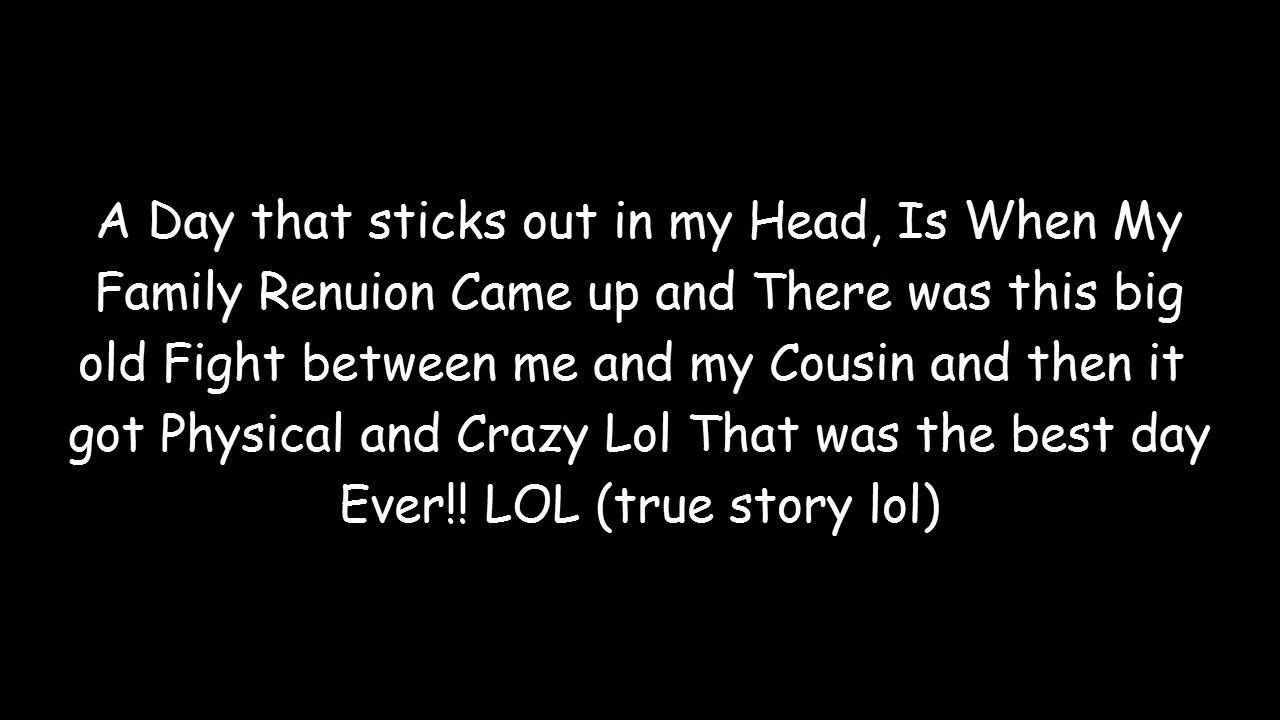 A Day that sticks out in my Head, Is When My
Family Renuion Came up and There was this big
old Fight between me and my Cousin and then it
got Physical and Crazy Lol That was the best day
Ever!! LOL (true story lol)